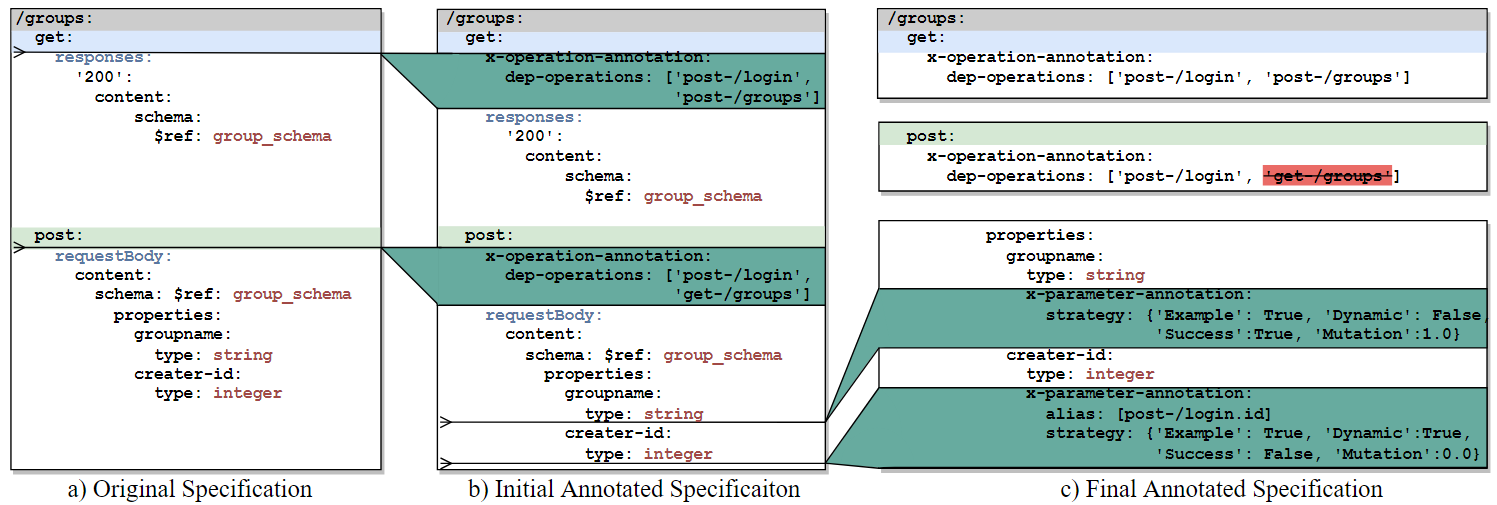 /groups:
get:
responses:
'200':
content:
schema:
$ref: group_schema
post:
requestBody:
content:
schema: $ref: group_schema
properties:
groupname:
type: string
creater-id:
type: integer
a) Original Specification
/groups:
get:
x-operation-annotation:
dep-operations: ['post-/login',
'post-/groups']
responses:
'200':
content:
schema:
$ref: group_schema
post:
x-operation-annotation:
dep-operations: ['post-/login',
'get-/groups']
requestBody:
content:
schema: $ref: group_schema
properties:
groupname:
type: string
creater-id:
type: integer
b) Initial Annotated Specificaiton
/groups:
get:
x-operation-annotation:
dep-operations: ['post-/login', 'post-/groups']
post:
x-operation-annotation:
dep-operations: ['post-/login', 'get-/groups']
properties:
groupname:
type: string
x-parameter-annotation:
strategy: {'Example': True, 'Dynamic': False,
'Success':True, 'Mutation':1.0}
creater-id:
type: integer
x-parameter-annotation:
alias: [post-/login.id]
strategy: {'Example': True, 'Dynamic':True,
'Success': False, 'Mutation':0.0}
c) Final Annotated Specification